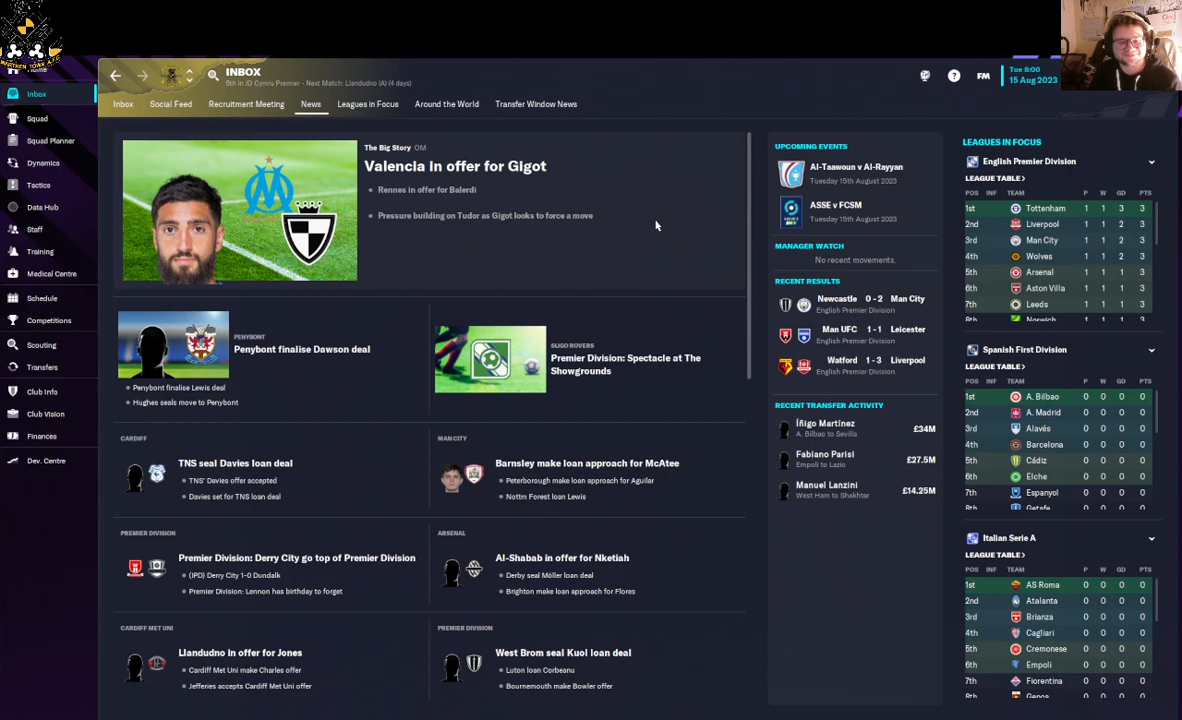 MARTHEN TOWN A.F.C
Home
INBOX
5th in JD Cymru Premier - Next Match: Llandudno (A) (4 days)
FM
Tue 8:00
15 Aug 2023
Inbox
Social Feed
Recruitment Meeting
News
Leagues in Focus
Around the World
Transfer Window News
Inbox
Squad
Squad Planner
Dynamics
Tactics
Data Hub
Staff
Training
Medical Centre
Schedule
Competitions
Scouting
Transfers
Club Info
Club Vision
Finances
Dev. Centre
The Big Story OM
Valencia in offer for Gigot
Rennes in offer for Balerdi
Pressure building on Tudor as Gigot looks to force a move
PENYBONT
Penybont finalise Dawson deal
Penybont finalise Lewis deal
Hughes seals move to Penybont
SLIGO ROVERS
Premier Division: Spectacle at The
Showgrounds
CARDIFF
TNS seal Davies loan deal
TNS' Davies offer accepted
Davies set for TNS loan deal
MAN CITY
Barnsley make loan approach for McAtee
Peterborough make loan approach for Aguilar
Nottm Forest loan Lewis
PREMIER DIVISION
Premier Division: Derry City go top of Premier Division
(IPD) Derry City 1-0 Dundalk
Premier Division: Lennon has birthday to forget
ARSENAL
Al-Shabab in offer for Nketiah
Derby seal Möller loan deal
Brighton make loan approach for Flores
CARDIFF MET UNI
Llandudno in offer for Jones
Cardiff Met Uni make Charles offer
Jefferies accepts Cardiff Met Uni offer
PREMIER DIVISION
West Brom seal Kuol loan deal
Luton loan Corbeanu
Bournemouth make Bowler offer
UPCOMING EVENTS
Al-Taawoun v Al-Rayyan
Tuesday 15th August 2023
ASSE v FCSM
Tuesday 15th August 2023
MANAGER WATCH
No recent movements.
RECENT RESULTS
Newcastle 0 - 2 Man City
English Premier Division
Man UFC 1 - 1 Leicester
English Premier Division
Watford 1 - 3 Liverpool
English Premier Division
RECENT TRANSFER ACTIVITY
Íñigo Martínez £34M
A. Bilbao to Sevilla
Fabiano Parisi £27.5M
Empoli to Lazio
Manuel Lanzini £14.25M
West Ham to Shakhtar
LEAGUES IN FOCUS
English Premier Division
LEAGUE TABLE >
POS INF TEAM P W GD PTS
1st Tottenham 1 1 3 3
2nd Liverpool 1 1 2 3
3rd Man City 1 1 2 3
4th Wolves 1 1 2 3
5th Arsenal 1 1 1 3
6th Aston Villa 1 1 1 3
7th Leeds 1 1 1 3
8th Norwich 1 1 1 3
Spanish First Division
LEAGUE TABLE >
POS INF TEAM P W GD PTS
1st A. Bilbao 0 0 0 0
2nd A. Madrid 0 0 0 0
3rd Alavés 0 0 0 0
4th Barcelona 0 0 0 0
5th Cádiz 0 0 0 0
6th Elche 0 0 0 0
7th Espanyol 0 0 0 0
8th Getafe 0 0 0 0
Italian Serie A
LEAGUE TABLE >
POS INF TEAM P W GD PTS
1st AS Roma 0 0 0 0
2nd Atalanta 0 0 0 0
3rd Brianza 0 0 0 0
4th Cagliari 0 0 0 0
5th Cremonese 0 0 0 0
6th Empoli 0 0 0 0
7th Fiorentina 0 0 0 0
8th Genoa 0 0 0 0